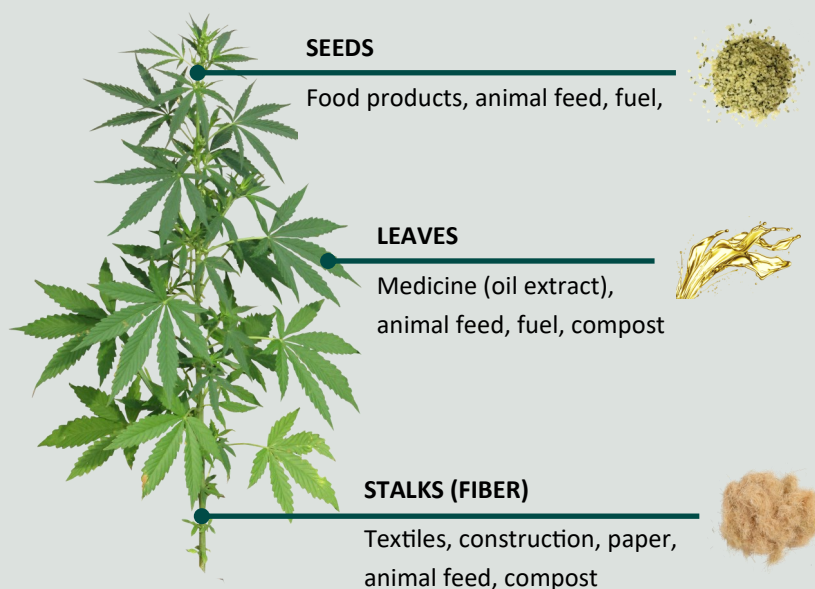 SEEDS
Food products, animal feed, fuel,
LEAVES
Medicine (oil extract),
animal feed, fuel, compost
STALKS (FIBER)
Textiles, construction, paper,
animal feed, compost